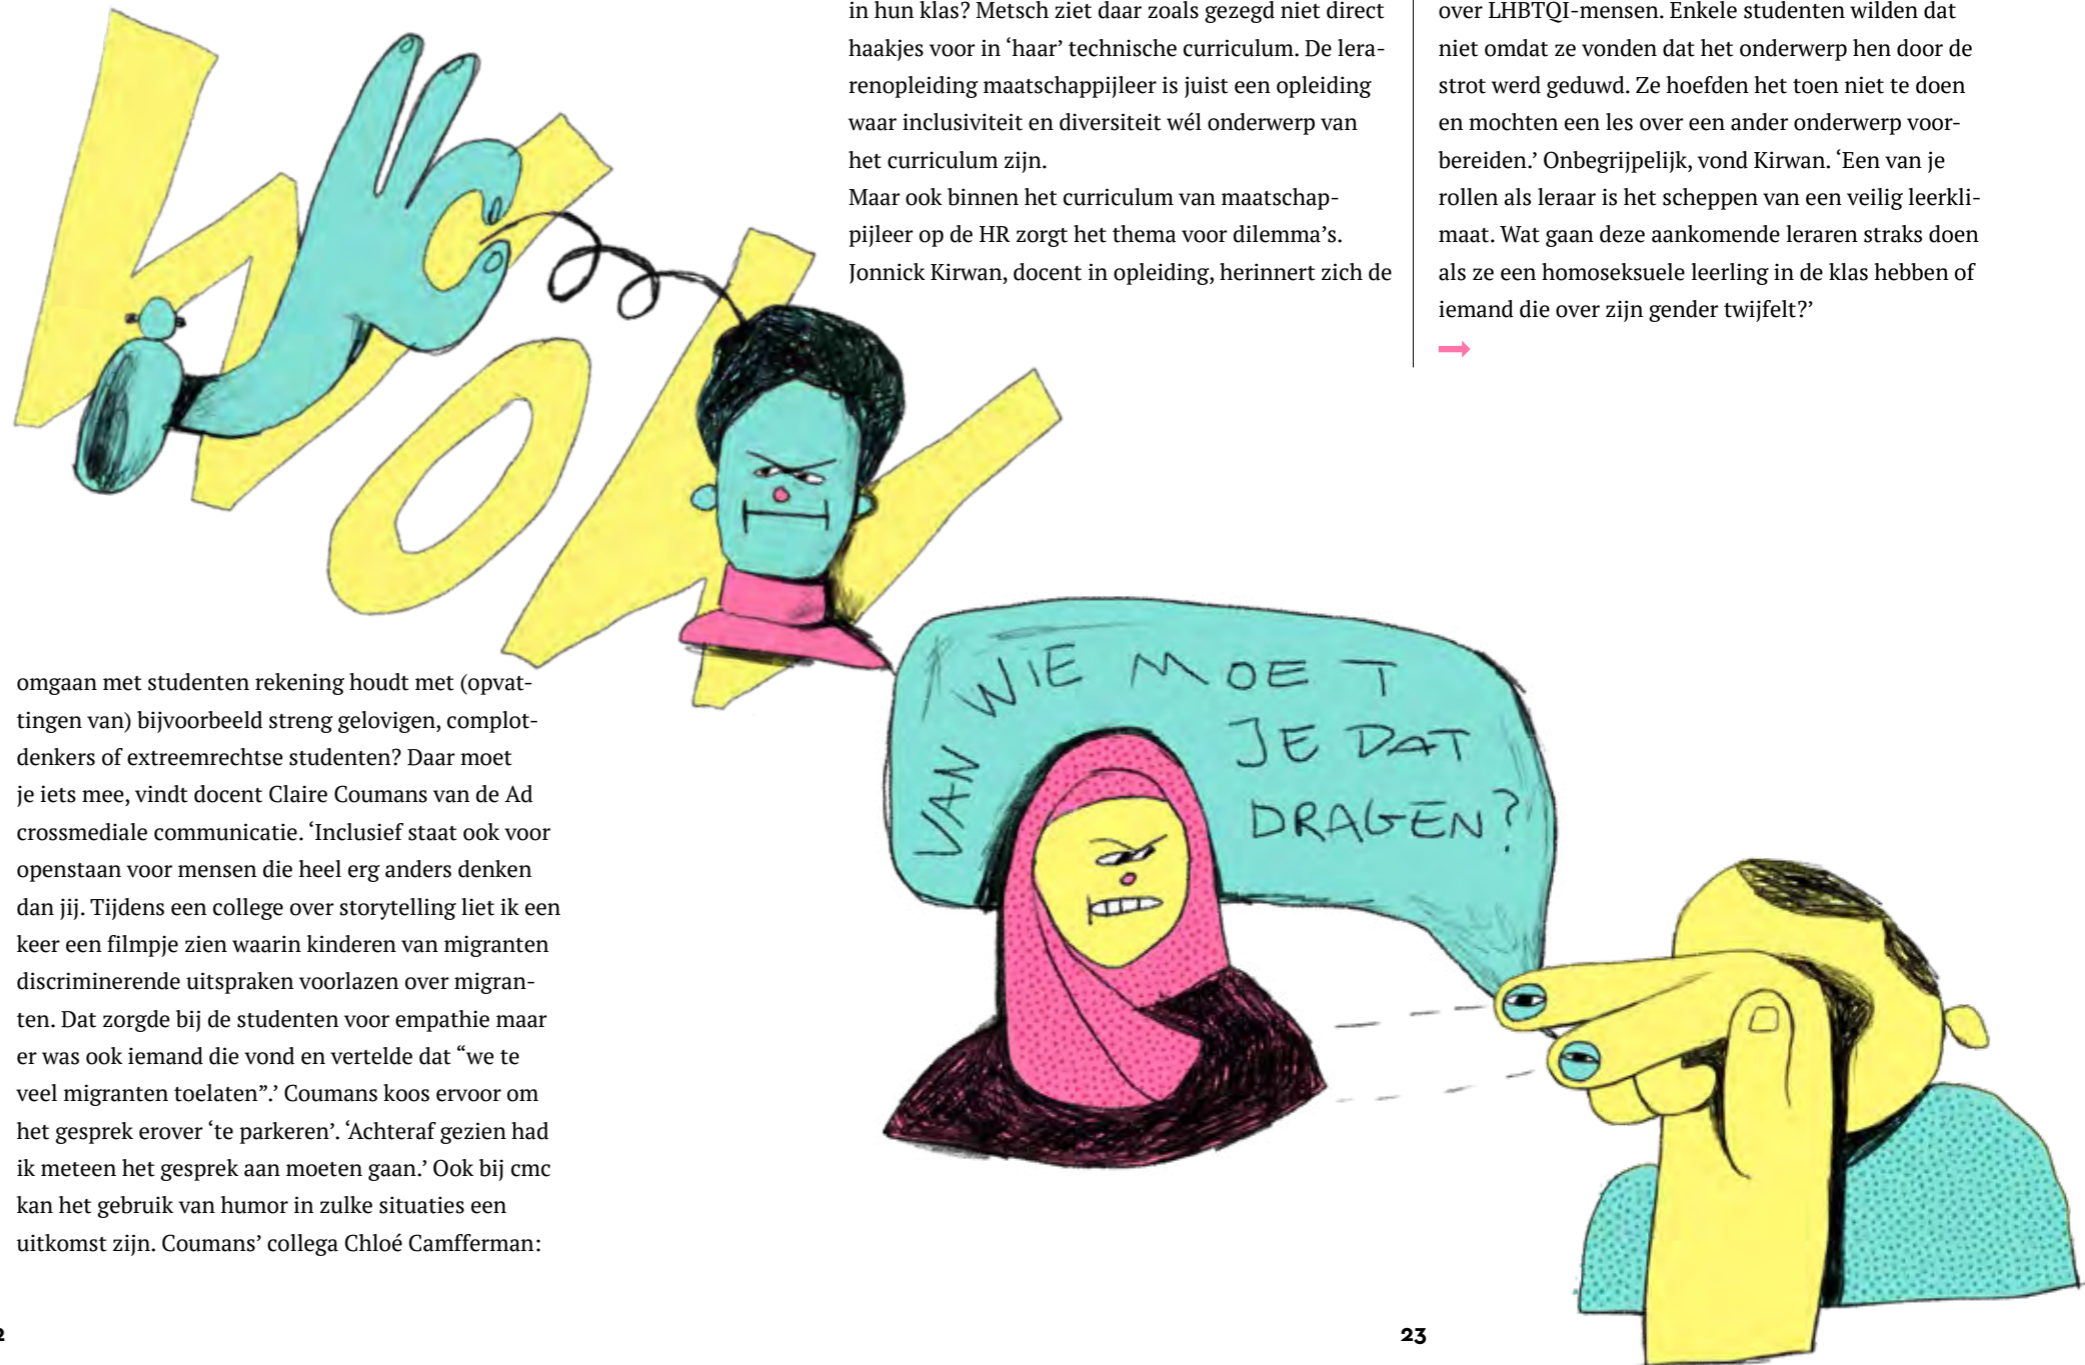 WOW
omgaan met studenten rekening houdt met (opvat-
tingen van) bijvoorbeeld streng gelovigen, complot-
denkers of extreemrechtse studenten? Daar moet
je iets mee, vindt docent Claire Coumans van de Ad
crossmediale communicatie. ‘Inclusief staat ook voor
openstaan voor mensen die heel erg anders denken
dan jij. Tijdens een college over storytelling liet ik een
keer een filmpje zien waarin kinderen van migranten
discriminerende uitspraken voorlazen over migran-
ten. Dat zorgde bij de studenten voor empathie maar
er was ook iemand die vond en vertelde dat “we te
veel migranten toelaten”.’ Coumans koos ervoor om
het gesprek erover ‘te parkeren’. ‘Achteraf gezien had
ik meteen het gesprek aan moeten gaan.’ Ook bij cmc
kan het gebruik van humor in zulke situaties een
uitkomst zijn. Coumans’ collega Chloé Camfferman:
in hun klas? Metsch ziet daar zoals gezegd niet direct
haakjes voor in ‘haar’ technische curriculum. De lera-
renopleiding maatschappijleer is juist een opleiding
waar inclusiviteit en diversiteit wél onderwerp van
het curriculum zijn.
Maar ook binnen het curriculum van maatschap-
pijleer op de HR zorgt het thema voor dilemma’s.
Jonnick Kirwan, docent in opleiding, herinnert zich de
over LHBTQI-mensen. Enkele studenten wilden dat
niet omdat ze vonden dat het onderwerp hen door de
strot werd geduwd. Ze hoefden het toen niet te doen
en mochten een les over een ander onderwerp voor-
bereiden.’ Onbegrijpelijk, vond Kirwan. ‘Een van je
rollen als leraar is het scheppen van een veilig leerkli-
maat. Wat gaan deze aankomende leraren straks doen
als ze een homoseksuele leerling in de klas hebben of
iemand die over zijn gender twijfelt?’
VAN WIE MOET
JE DAT
DRAGEN?
2
23